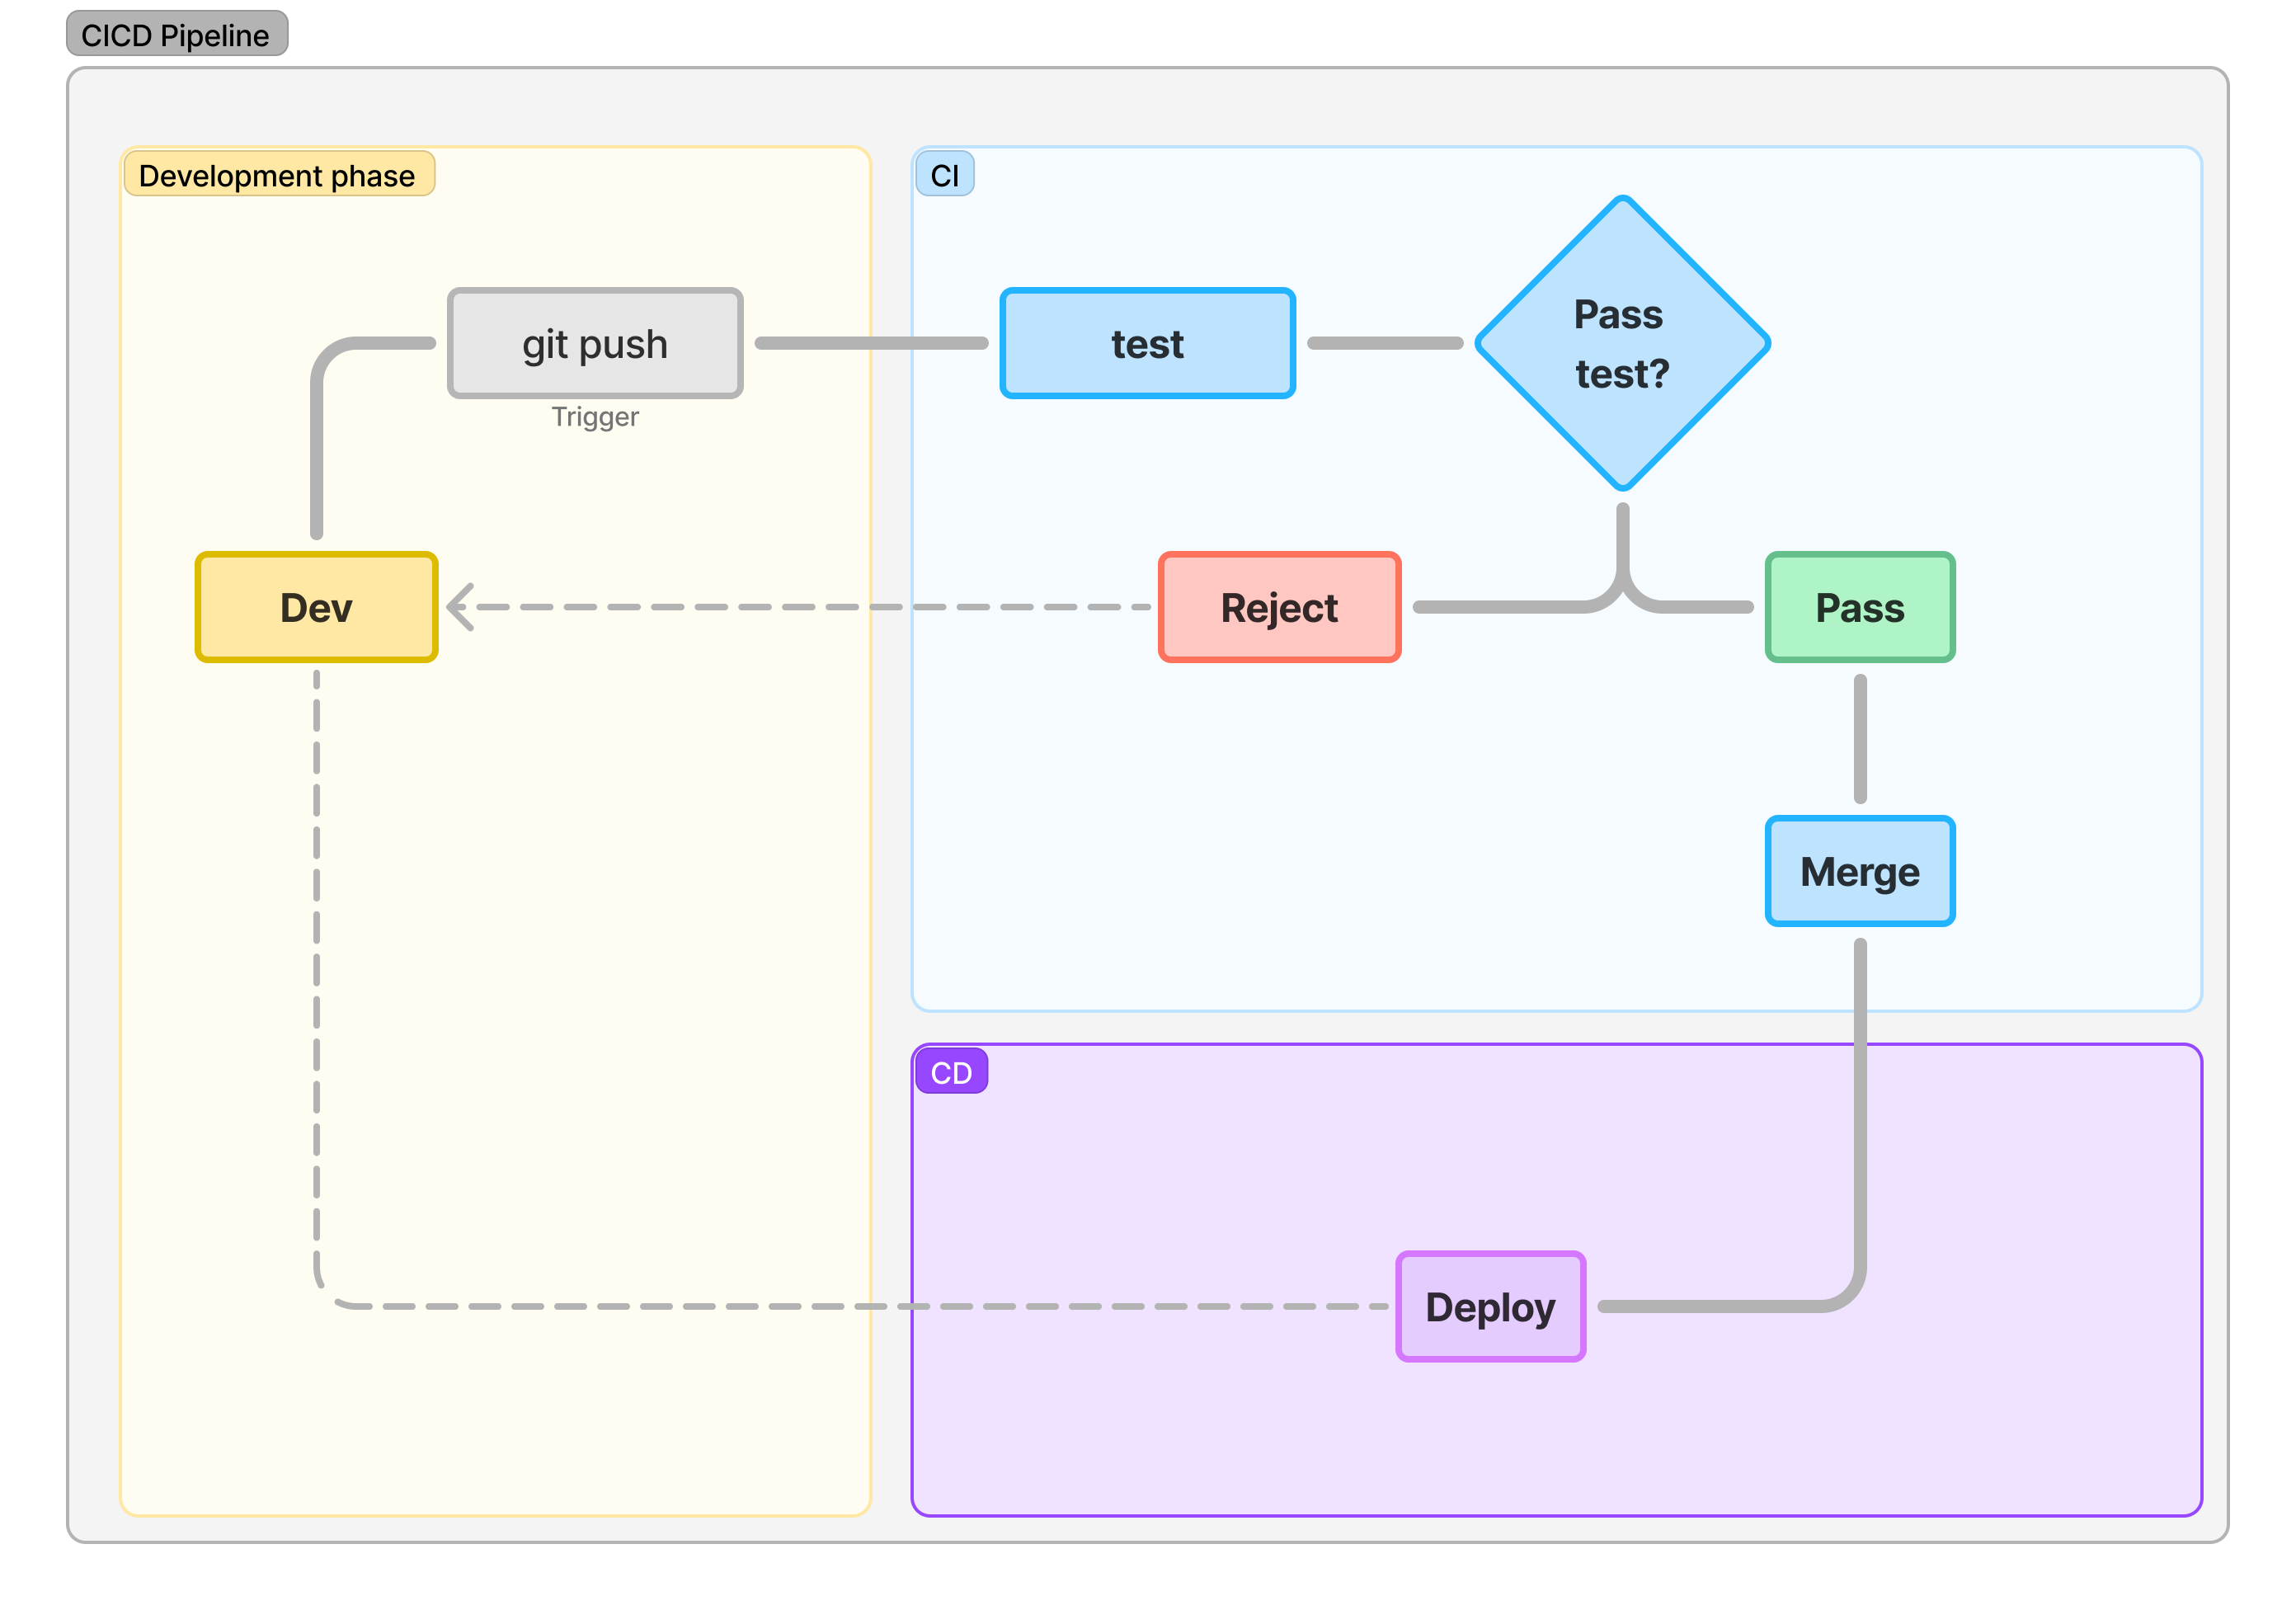 CICD Pipeline
Development phase
CI
git push
Trigger
test
Pass
test?
Dev
Reject
Pass
Merge
CD
Deploy